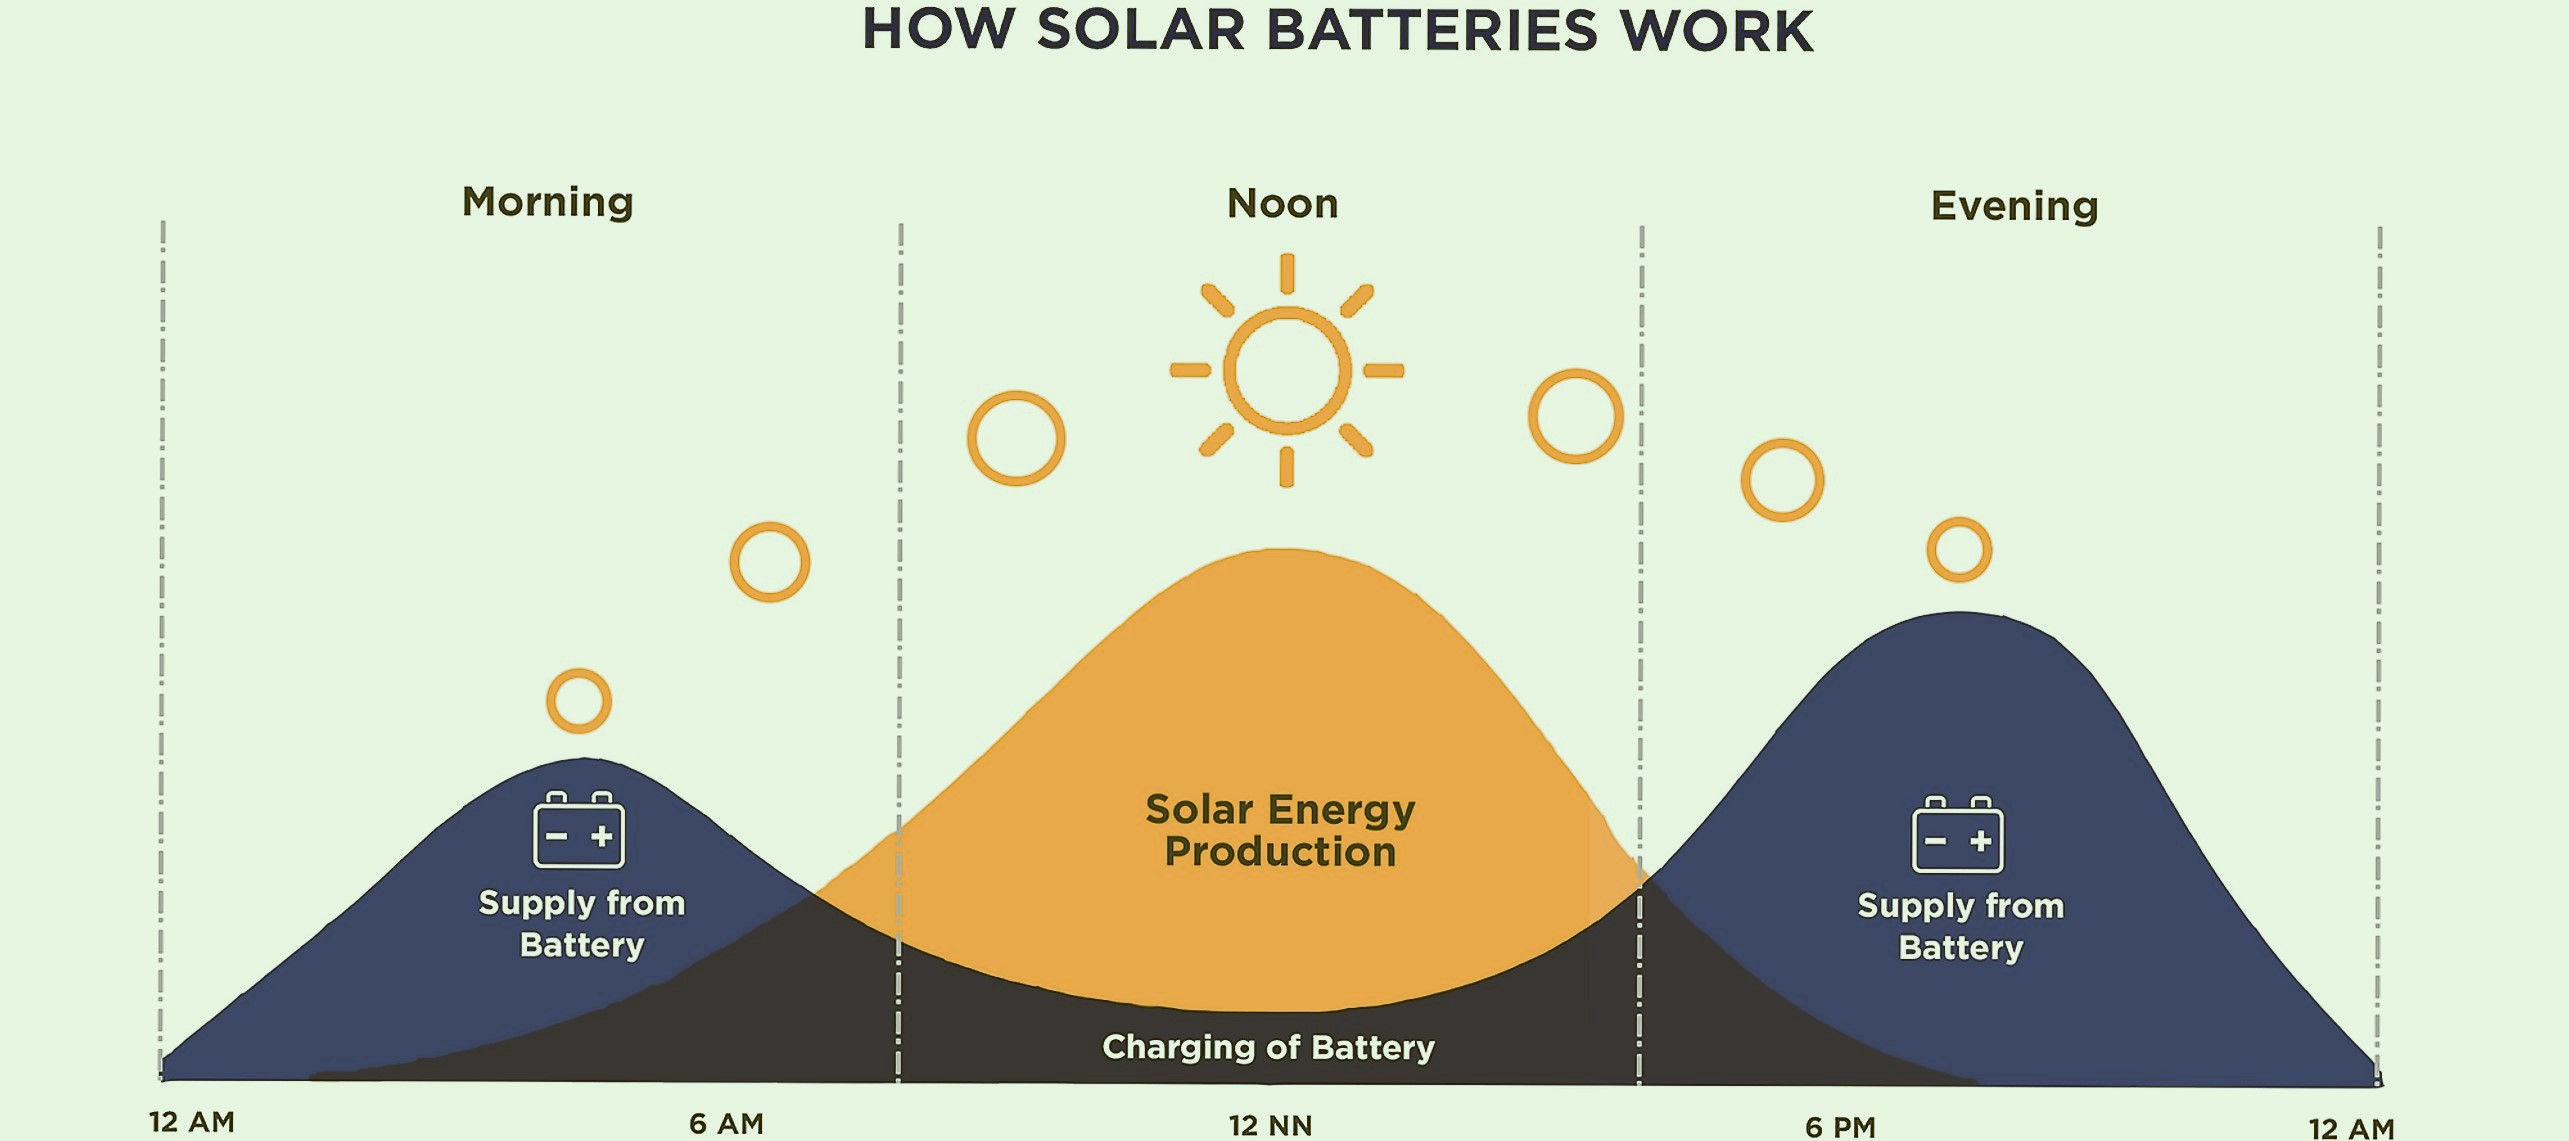 HOW SOLAR BATTERIES WORK
Morning
Noon
Evening
Solar Energy
Production
Supply from
Battery
Supply from
Battery
Charging of Battery
12 AM
6 AM
12 NN
6 PM
12 AM